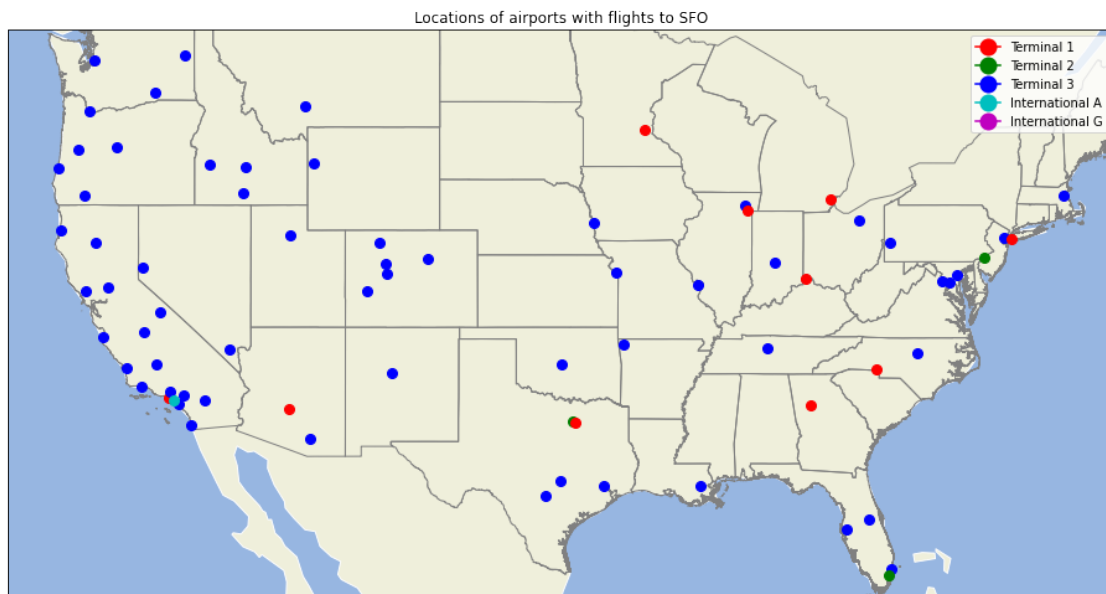 Locations of airports with flights to SFO
Terminal 1
Terminal 2
Terminal 3
International A
International G